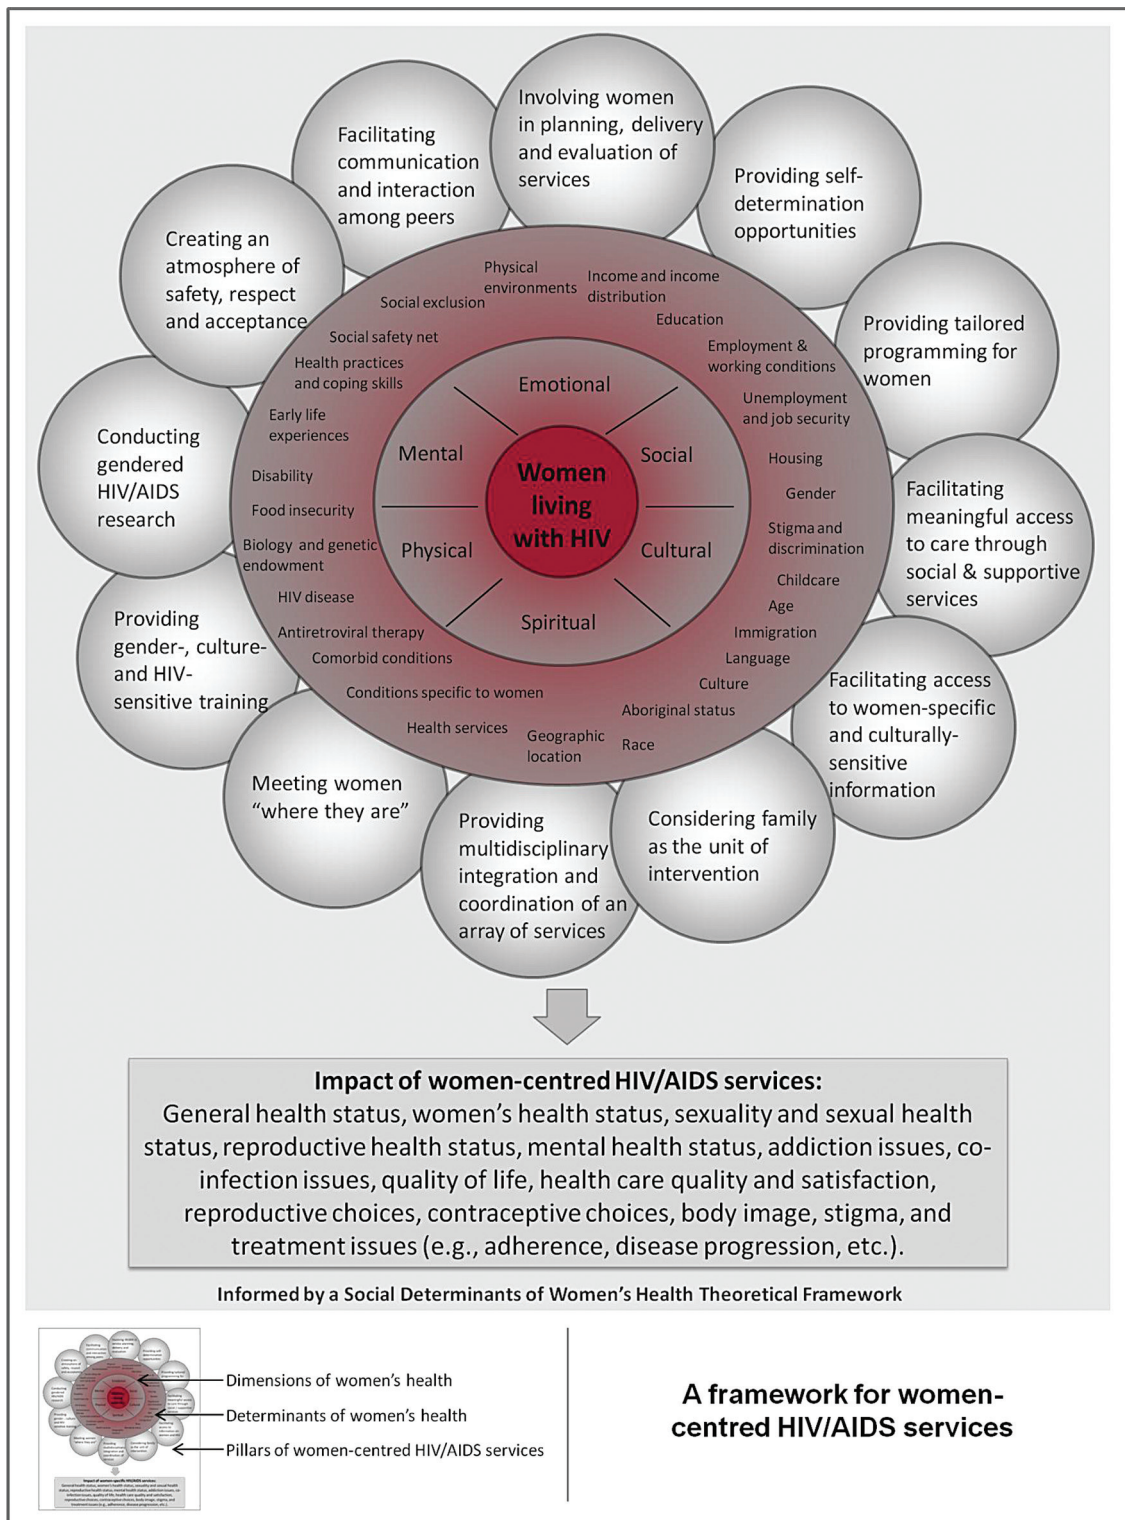 Involving women
in planning, delivery
and evaluation of
services
Providing self-
determination
opportunities
Providing tailored
programming for
women
Facilitating
meaningful access
to care through
social & supportive
services
Facilitating access
to women-specific
and culturally-
sensitive
information
Considering family
as the unit of
intervention
Providing
multidisciplinary
integration and
coordination of an
array of services
Meeting women
“where they are”
Providing
gender-, culture-
and HIV-
sensitive training
Conducting
gendered
HIV/AIDS
research
Creating an
atmosphere of
safety, respect
and acceptance
Facilitating
communication
and interaction
among peers
Physical
environments
Income and income
distribution
Education
Employment &
working conditions
Unemployment
and job security
Housing
Gender
Stigma and
discrimination
Childcare
Age
Immigration
Language
Culture
Aboriginal status
Race
Geographic
location
Health services
Conditions specific to women
Comorbid conditions
Antiretroviral therapy
HIV disease
Biology and genetic
endowment
Food insecurity
Disability
Early life
experiences
Health practices
and coping skills
Social safety net
Social exclusion
Emotional
Social
Cultural
Spiritual
Physical
Mental
Women
living
with HIV
Impact of women-centred HIV/AIDS services:
General health status, women’s health status, sexuality and sexual health
status, reproductive health status, mental health status, addiction issues, co-
infection issues, quality of life, health care quality and satisfaction,
reproductive choices, contraceptive choices, body image, stigma, and
treatment issues (e.g., adherence, disease progression, etc.).
Informed by a Social Determinants of Women’s Health Theoretical Framework
Dimensions of women’s health
Determinants of women’s health
Pillars of women-centred HIV/AIDS services
A framework for women-
centred HIV/AIDS services